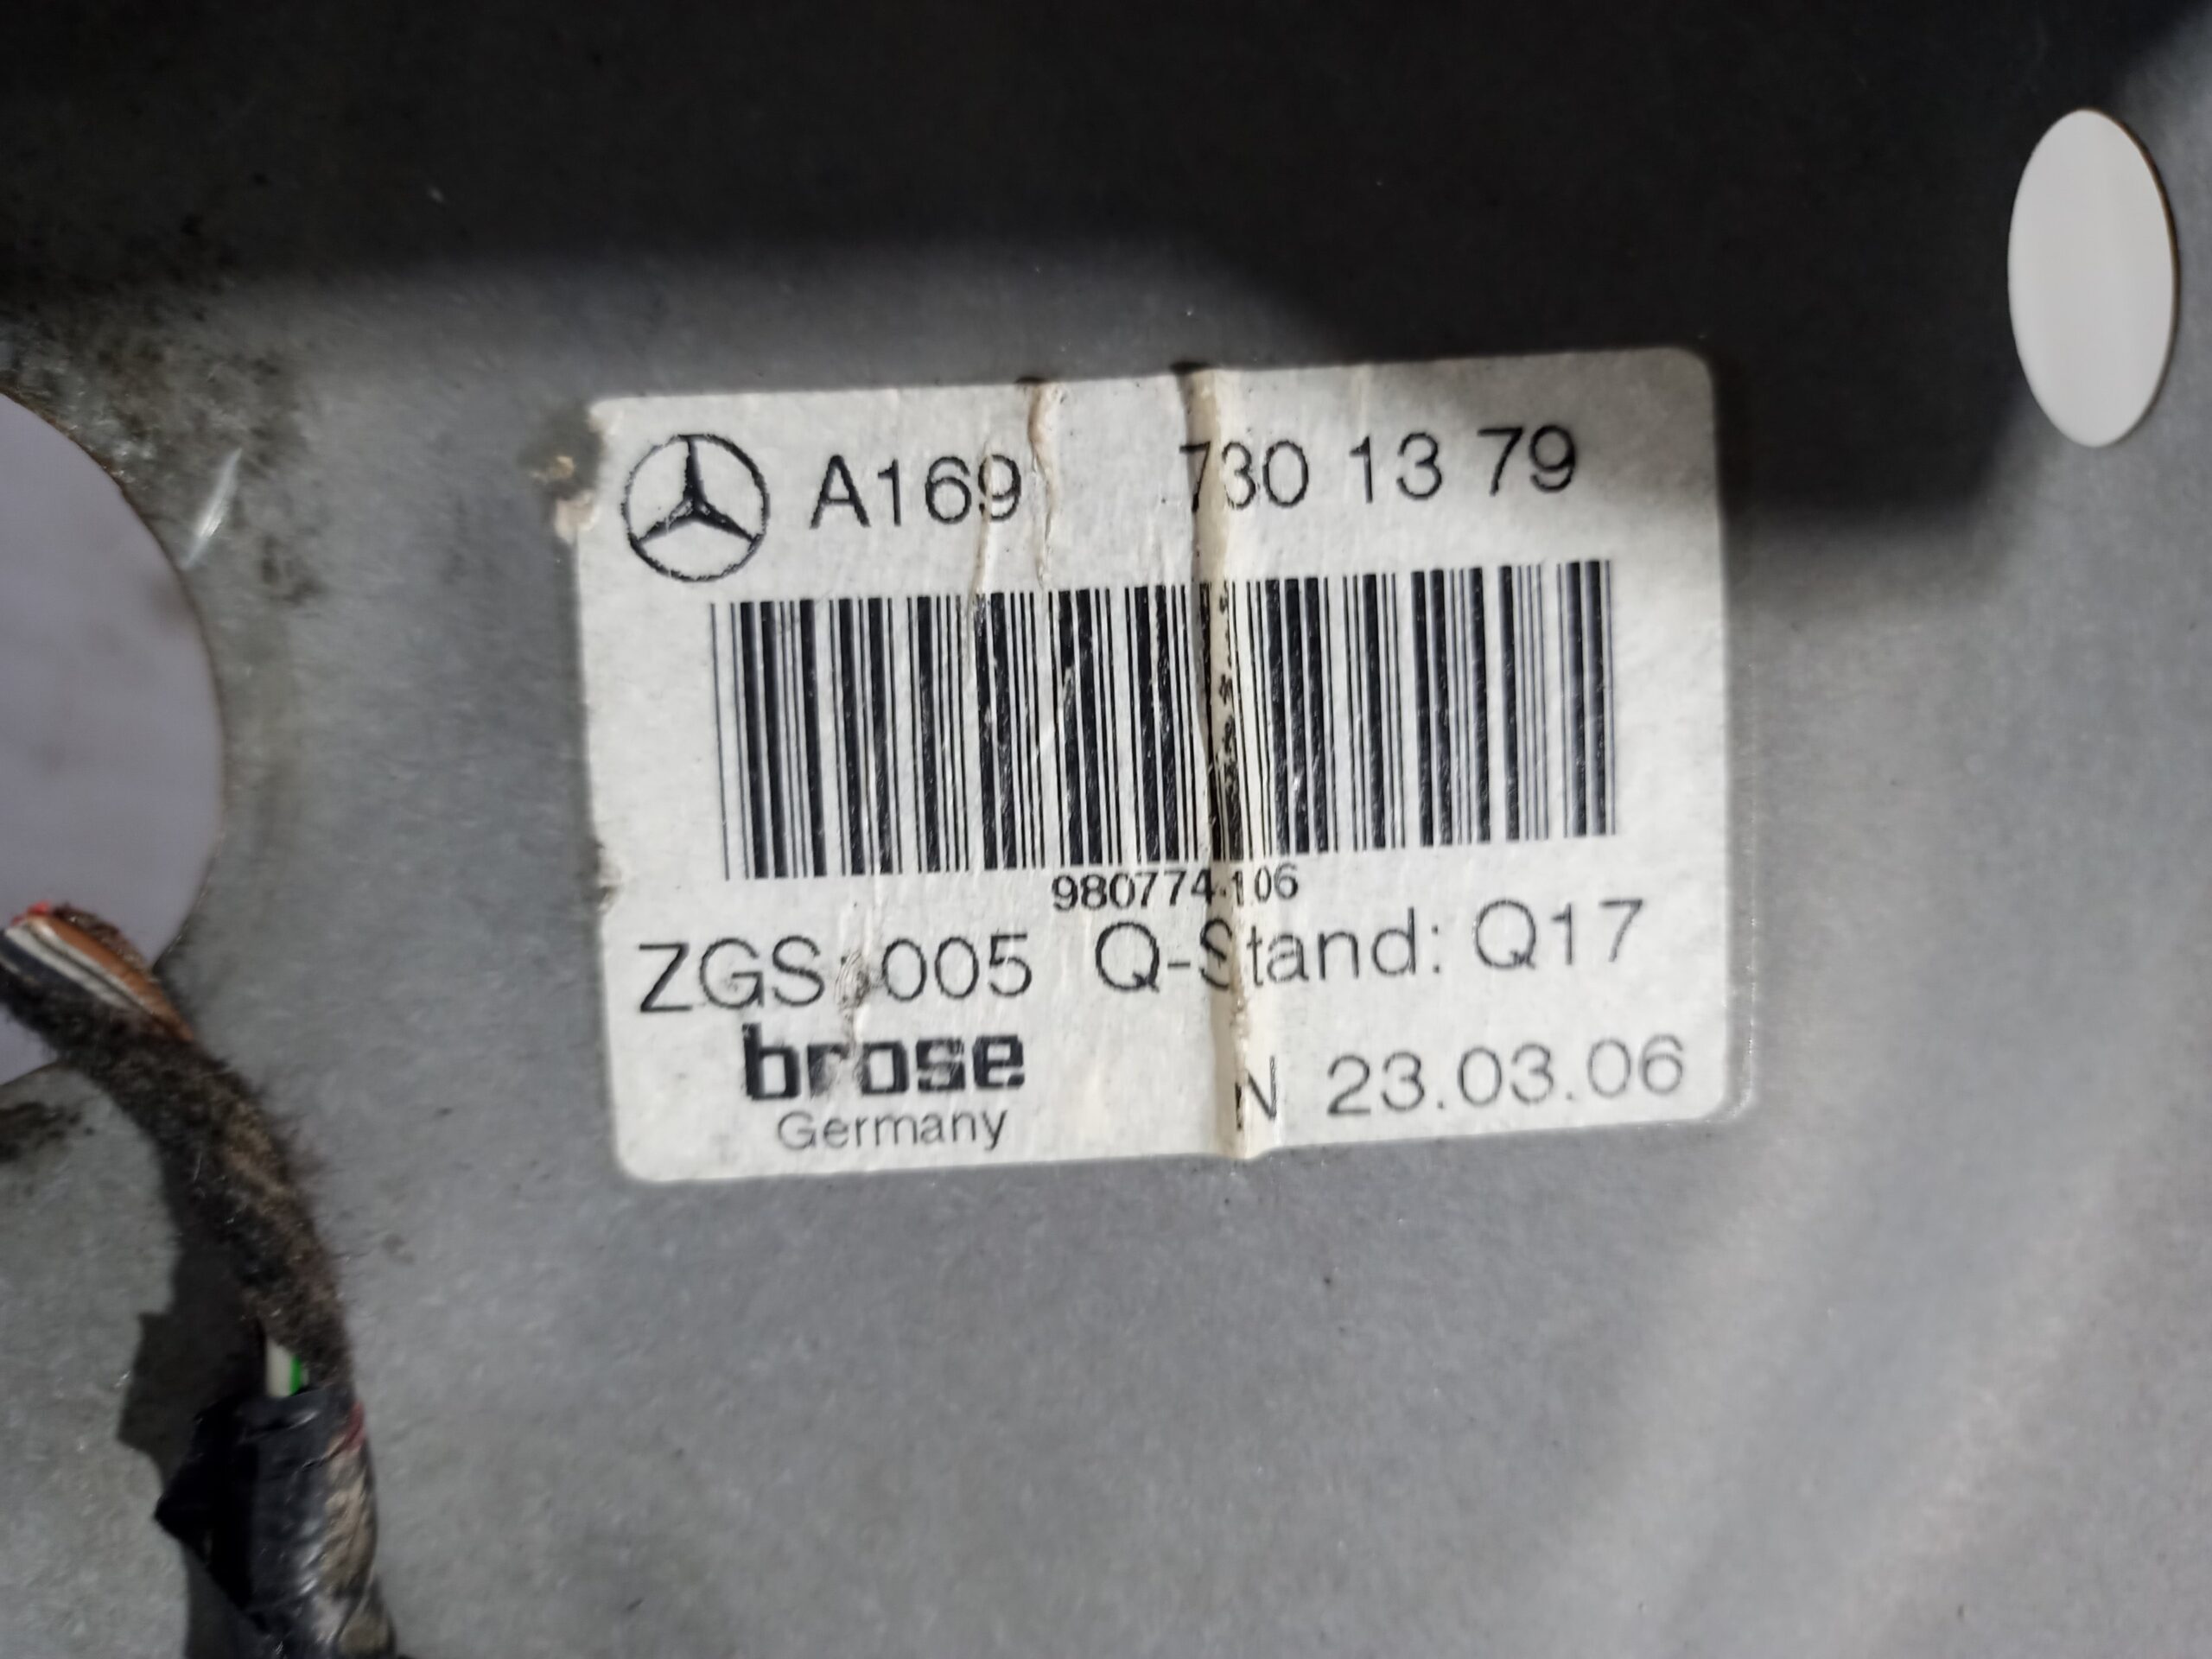 A169 730 13 79
980774-106
ZGS: 005 Q-Stand: Q17
brose
Germany
N 23.03.06